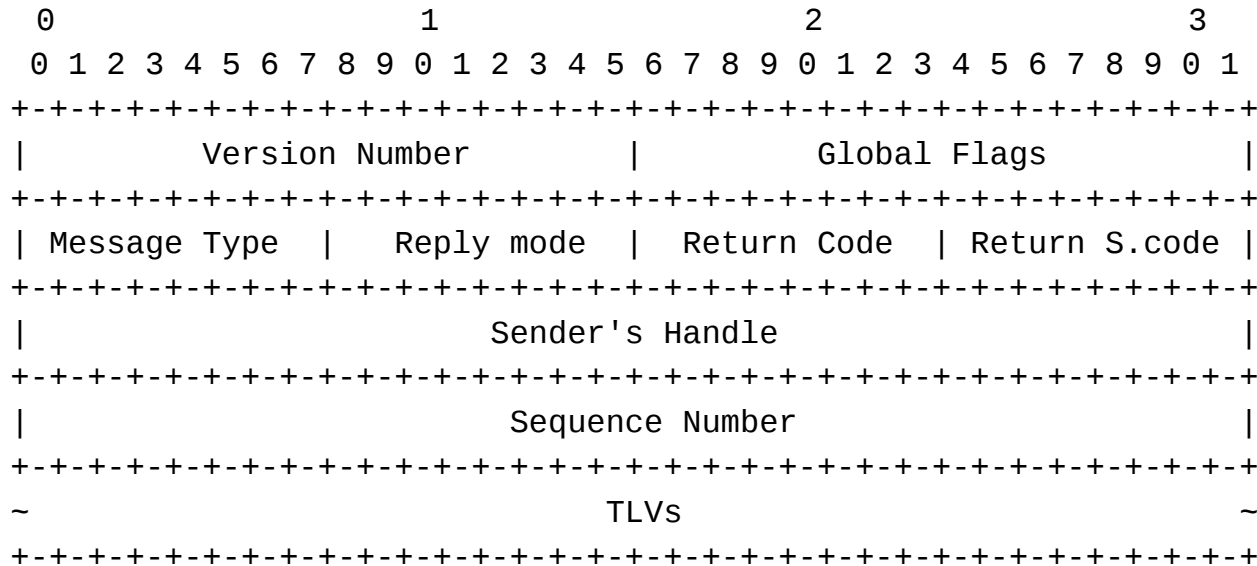 0                   1                   2                   3
 0 1 2 3 4 5 6 7 8 9 0 1 2 3 4 5 6 7 8 9 0 1 2 3 4 5 6 7 8 9 0 1
+-+-+-+-+-+-+-+-+-+-+-+-+-+-+-+-+-+-+-+-+-+-+-+-+-+-+-+-+-+-+-+-+
|         Version Number        |         Global Flags          |
+-+-+-+-+-+-+-+-+-+-+-+-+-+-+-+-+-+-+-+-+-+-+-+-+-+-+-+-+-+-+-+-+
| Message Type  |   Reply mode  |  Return Code  | Return S.code |
+-+-+-+-+-+-+-+-+-+-+-+-+-+-+-+-+-+-+-+-+-+-+-+-+-+-+-+-+-+-+-+-+
|                        Sender's Handle                        |
+-+-+-+-+-+-+-+-+-+-+-+-+-+-+-+-+-+-+-+-+-+-+-+-+-+-+-+-+-+-+-+-+
|                         Sequence Number                       |
+-+-+-+-+-+-+-+-+-+-+-+-+-+-+-+-+-+-+-+-+-+-+-+-+-+-+-+-+-+-+-+-+
~                              TLVs                             ~
+-+-+-+-+-+-+-+-+-+-+-+-+-+-+-+-+-+-+-+-+-+-+-+-+-+-+-+-+-+-+-+-+